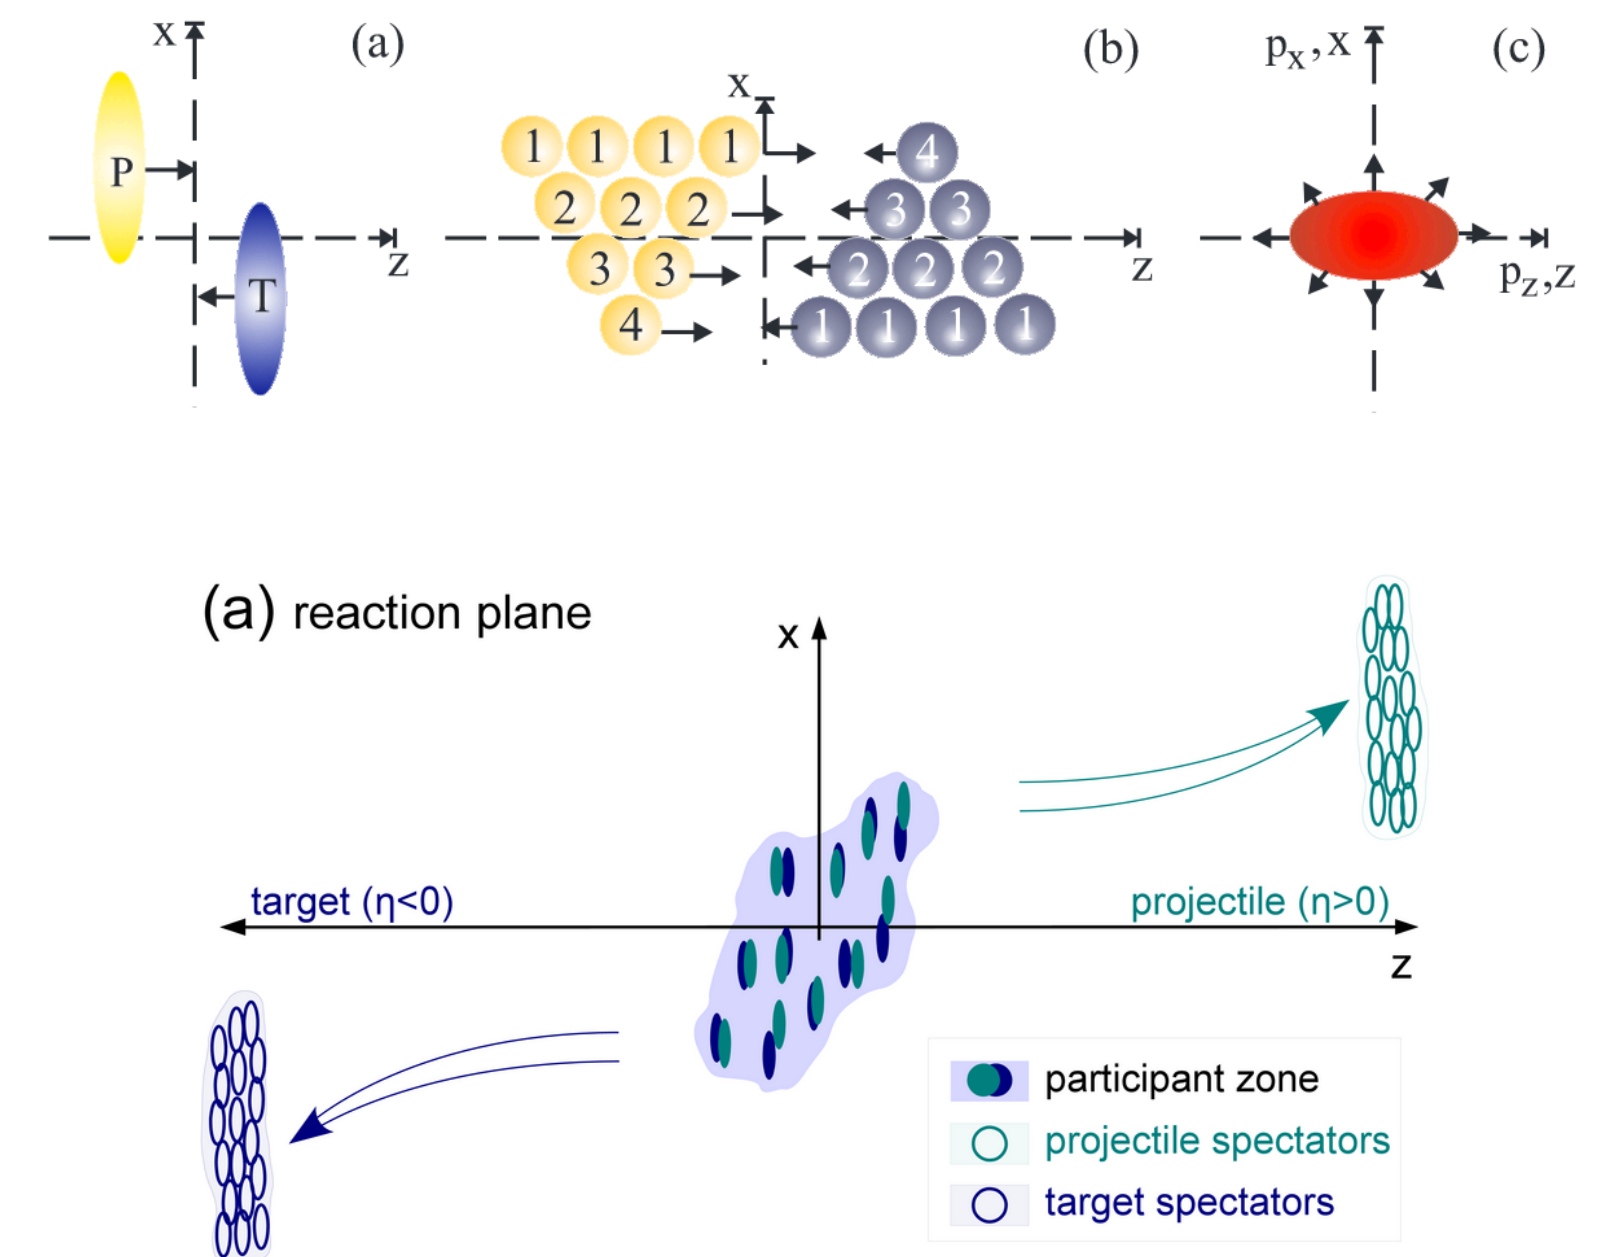 x (a)
P
z
T
x (b)
1 1 1 1 4
2 2 2 3 3
z
3 3 2 2 2
4 1 1 1 1
pₓ,x (c)
p_z,z
(a) reaction plane
x
target (η<0) projectile (η>0)
z
participant zone
projectile spectators
target spectators